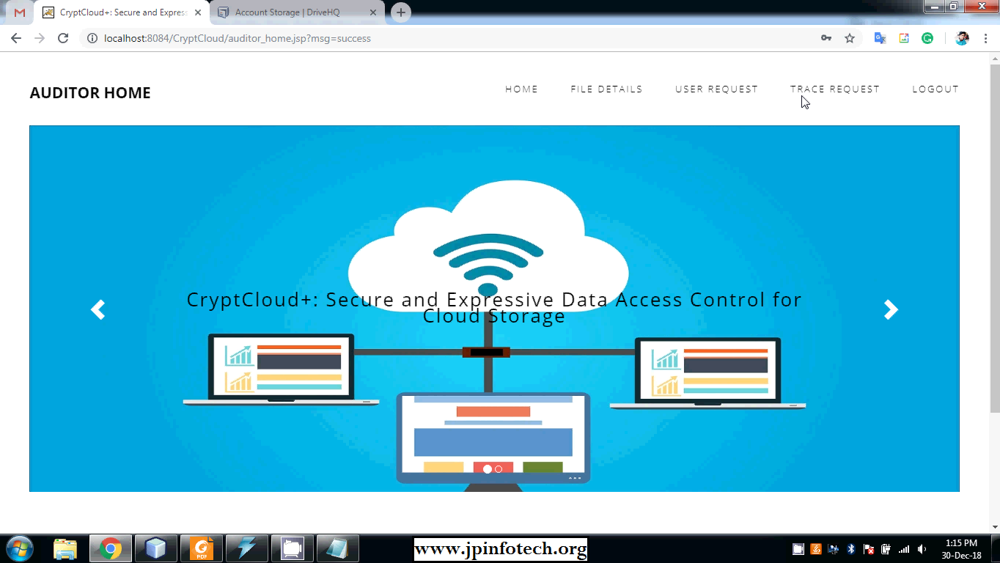 CryptCloud+: Secure and Expres
Account Storage | DriveHQ
localhost:8084/CryptCloud/auditor_home.jsp?msg=success
AUDITOR HOME
HOME
FILE DETAILS
USER REQUEST
TRACE REQUEST
LOGOUT
CryptCloud+: Secure and Expressive Data Access Control for
Cloud Storage
PDF
www.jpinfotech.org
1:15 PM
30-Dec-18